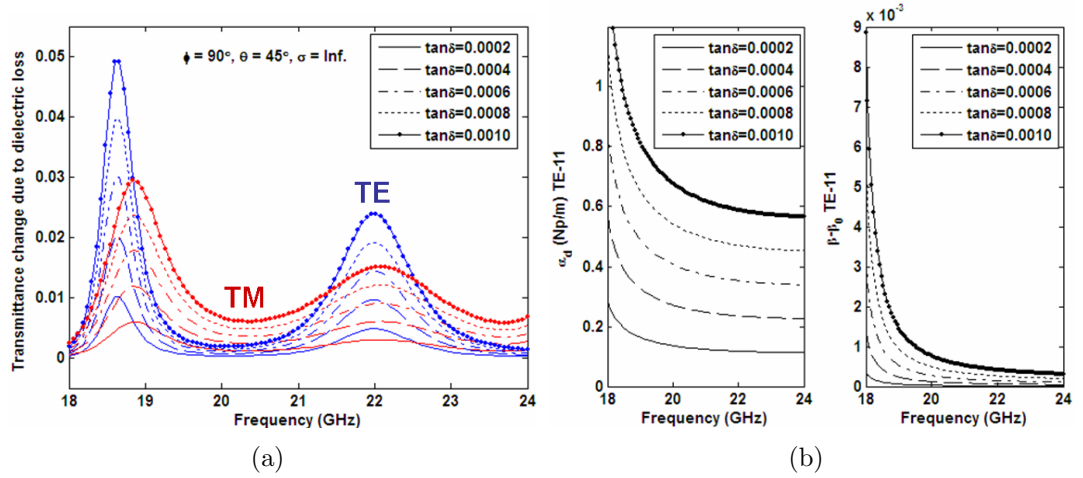 Transmittance change due to dielectric loss
0.05
0.04
0.03
0.02
0.01
0
ϕ = 90°, θ = 45°, σ = Inf.
tanδ=0.0002
tanδ=0.0004
tanδ=0.0006
tanδ=0.0008
tanδ=0.0010
TE
TM
18 19 20 21 22 23 24
Frequency (GHz)
(a)
α_d (Np/m) TE-11
1
0.8
0.6
0.4
0.2
0
tanδ=0.0002
tanδ=0.0004
tanδ=0.0006
tanδ=0.0008
tanδ=0.0010
18 20 22 24
Frequency (GHz)
β-β₀ TE-11
x 10⁻³
9
8
7
6
5
4
3
2
1
0
tanδ=0.0002
tanδ=0.0004
tanδ=0.0006
tanδ=0.0008
tanδ=0.0010
18 20 22 24
Frequency (GHz)
(b)